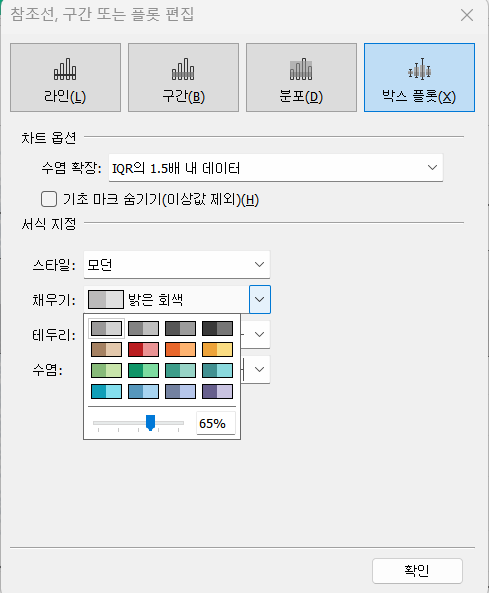 참조선, 구간 또는 플롯 편집
라인(L) 구간(B) 분포(D) 박스 플롯(X)
차트 옵션
수염 확장: IQR의 1.5배 내 데이터
기초 마크 숨기기(이상값 제외)(H)
서식 지정
스타일: 모던
채우기: 밝은 회색
테두리:
수염:
65%
확인